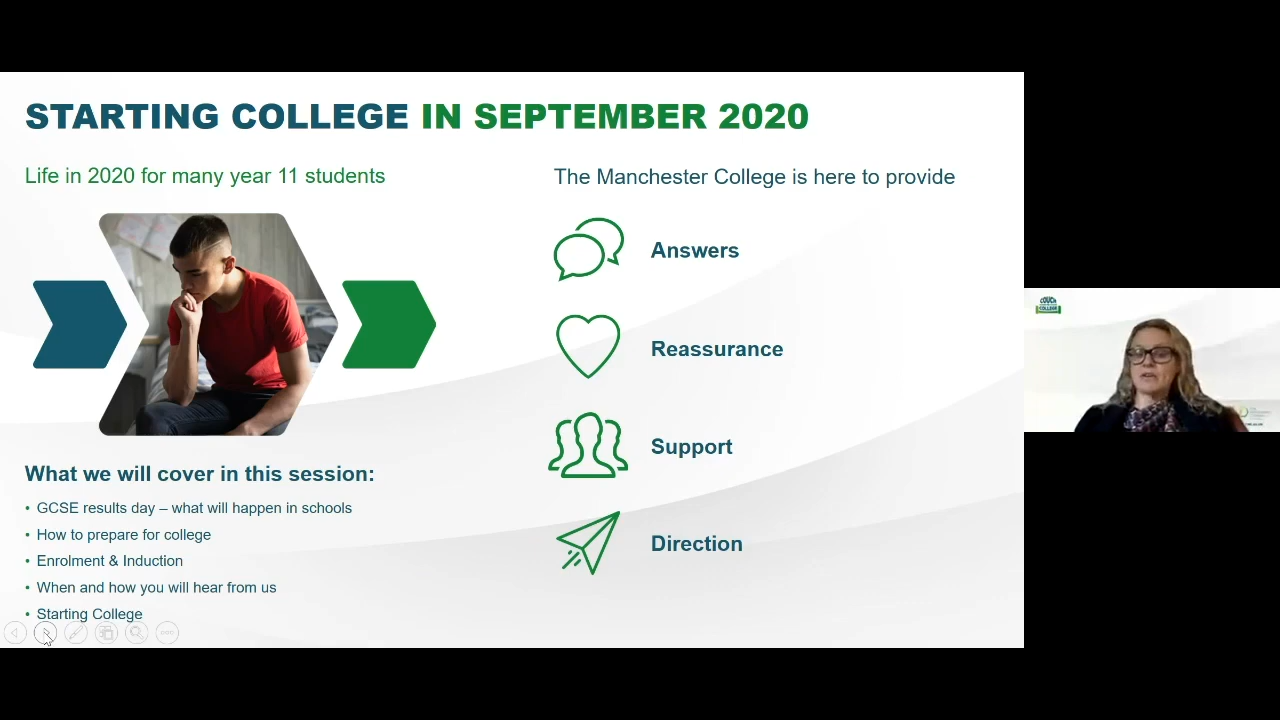 STARTING COLLEGE IN SEPTEMBER 2020
Life in 2020 for many year 11 students
What we will cover in this session:
• GCSE results day – what will happen in schools
• How to prepare for college
• Enrolment & Induction
• When and how you will hear from us
• Starting College
The Manchester College is here to provide
Answers
Reassurance
Support
Direction
COUCH
COLLEGE